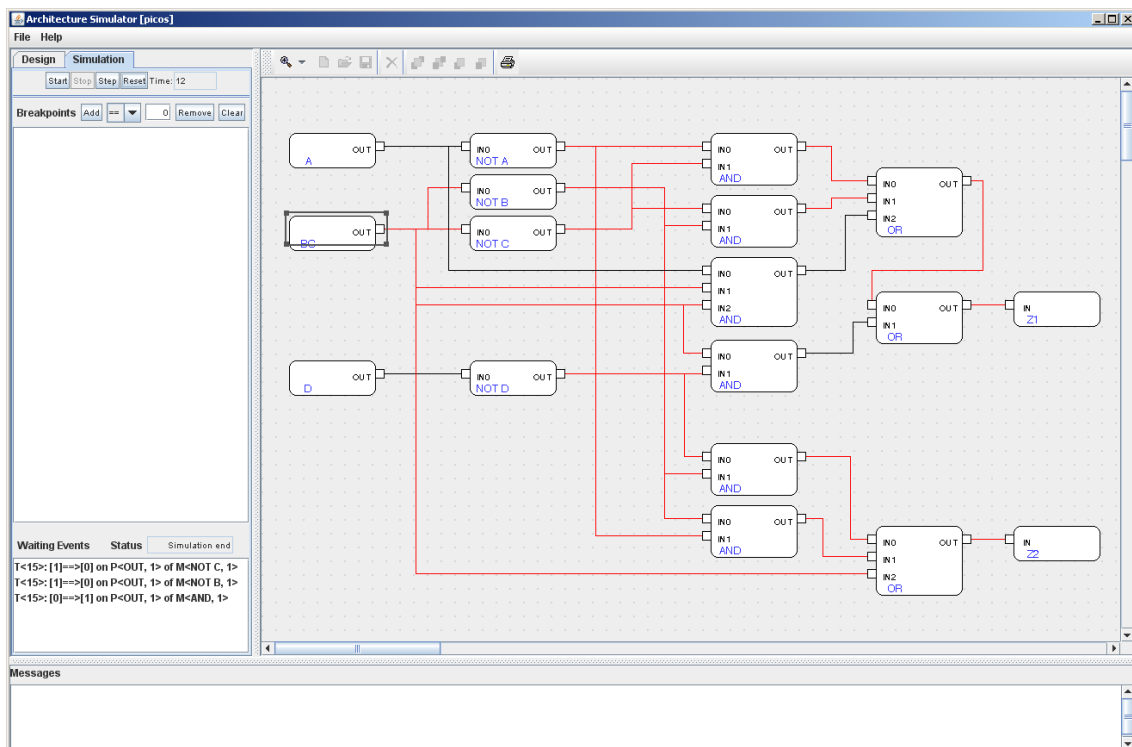 Architecture Simulator [picos]
File Help
Design Simulation
Start Stop Step Reset Time: 12
Breakpoints Add == 0 Remove Clear
Waiting Events Status Simulation end
T<15>: [1]==>[0] on P<OUT, 1> of M<NOT C, 1>
T<15>: [1]==>[0] on P<OUT, 1> of M<NOT B, 1>
T<15>: [0]==>[1] on P<OUT, 1> of M<AND, 1>
OUT
A
IN0 OUT
NOT A
IN0 OUT
IN1
AND
IN0 OUT
NOT B
IN0 OUT
IN1
IN2
OR
OUT
BC
IN0 OUT
NOT C
IN0 OUT
IN1
AND
IN0 OUT
IN1
IN2
AND
IN0 OUT
IN1
OR
IN
Z1
IN0 OUT
IN1
AND
OUT
D
IN0 OUT
NOT D
IN0 OUT
IN1
AND
IN0 OUT
IN1
AND
IN0 OUT
IN1
IN2
OR
IN
Z2
Messages